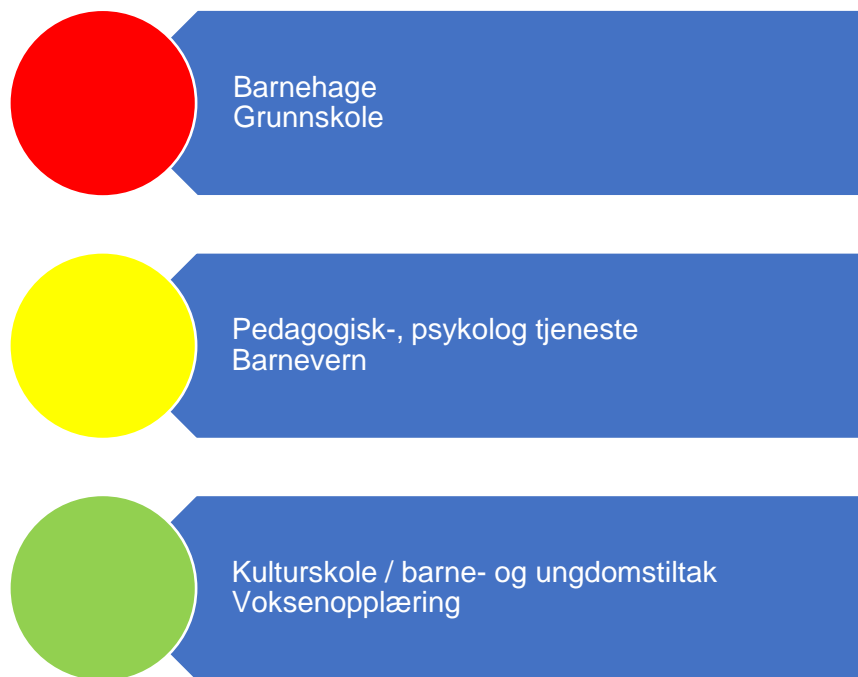 Barnehage
Grunnskole
Pedagogisk-, psykolog tjeneste
Barnevern
Kulturskole / barne- og ungdomstiltak
Voksenopplæring